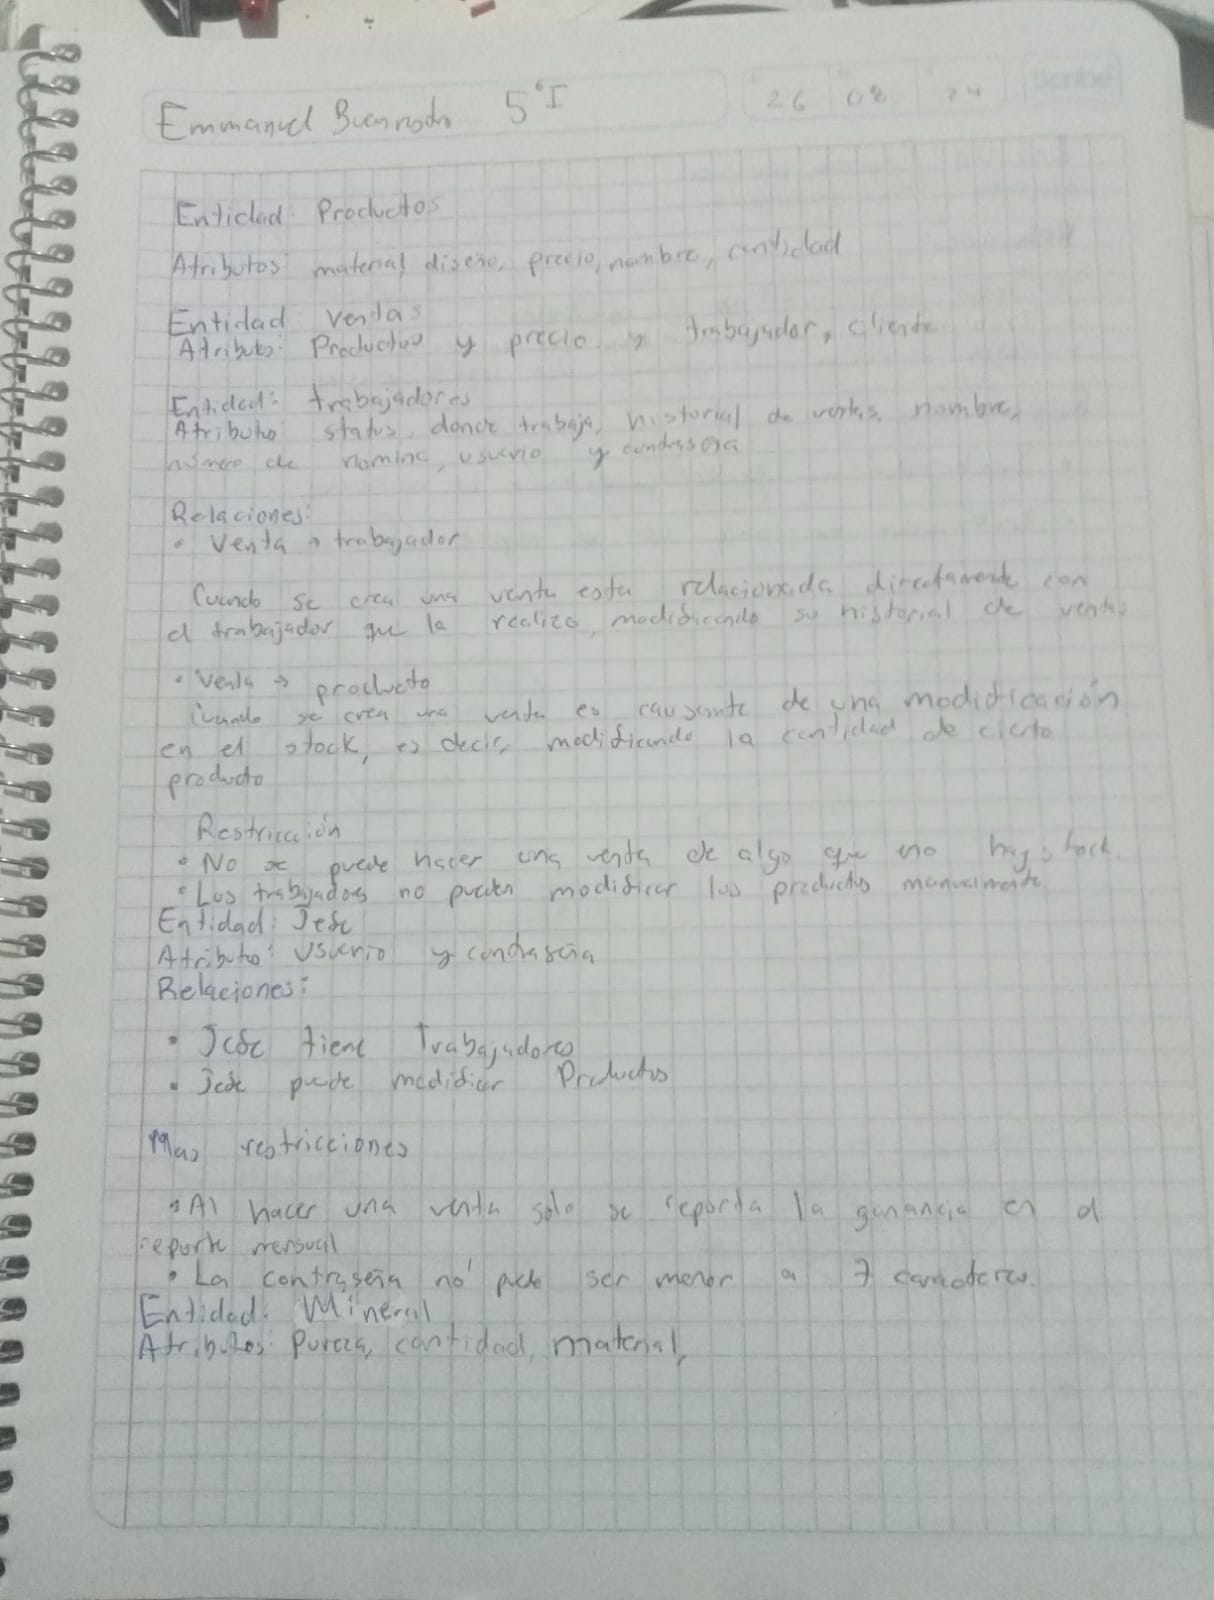 Emmanuel Buenrostro 5°I 26 08 24
Entidad: Productos
Atributos: material, diseño, precio, nombre, cantidad
Entidad: ventas
Atributo: Productos y precio y trabajador, cliente
Entidad: trabajadores
Atributo: status, donde trabaja, historial de ventas, nombre,
número de nomina, usuario y contraseña
Relaciones:
• Venta → trabajador
Cuando se crea una venta esta relacionada directamente con
el trabajador que la realizo, modificando su historial de ventas
• Venta → producto
Cuando se crea una venta es causante de una modificación
en el stock, es decir, modificando la cantidad de cierto
producto
Restricción
• No se puede hacer una venta de algo que no hay stock.
• Los trabajadores no pueden modificar los productos manualmente
Entidad: Jefe
Atributo: Usuario y contraseña
Relaciones:
• Jefe tiene Trabajadores
• Jefe puede modificar Productos
Mas restricciones
• Al hacer una venta solo se reporta la ganancia en el
reporte mensual
• La contraseña no puede ser menor a 7 caracteres.
Entidad: Mineral
Atributos: Pureza, cantidad, material,